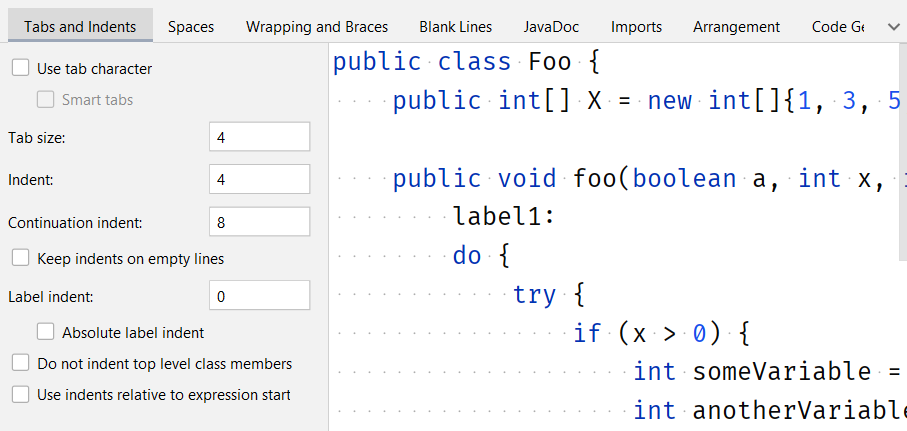 Tabs and Indents Spaces Wrapping and Braces Blank Lines JavaDoc Imports Arrangement Code Ge
Use tab character
Smart tabs
Tab size: 4
Indent: 4
Continuation indent: 8
Keep indents on empty lines
Label indent: 0
Absolute label indent
Do not indent top level class members
Use indents relative to expression start
public class Foo {
    public int[] X = new int[]{1, 3, 5
    public void foo(boolean a, int x,
        label1:
        do {
            try {
                if (x > 0) {
                    int someVariable =
                    int anotherVariable